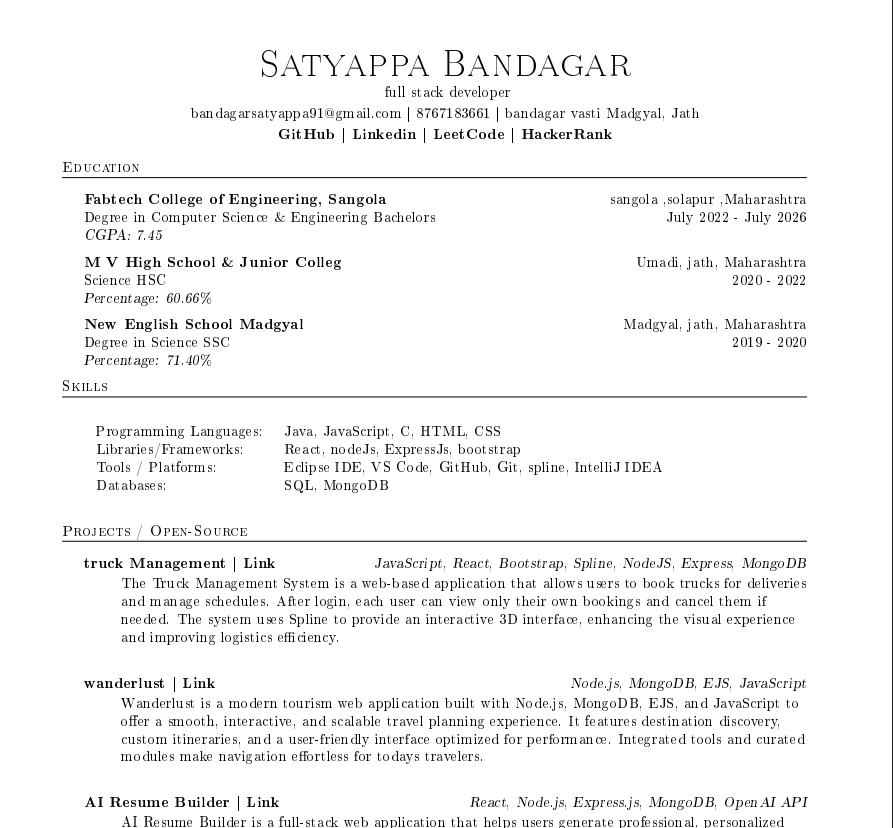 Satyappa Bandagar
full stack developer
bandagarsatyappa91@gmail.com | 8767183661 | bandagar vasti Madgyal, Jath
GitHub | Linkedin | LeetCode | HackerRank
Education
Fabtech College of Engineering, Sangola sangola ,solapur ,Maharashtra
Degree in Computer Science & Engineering Bachelors July 2022 - July 2026
CGPA: 7.45
M V High School & Junior Colleg Umadi, jath, Maharashtra
Science HSC 2020 - 2022
Percentage: 60.66%
New English School Madgyal Madgyal, jath, Maharashtra
Degree in Science SSC 2019 - 2020
Percentage: 71.40%
Skills
Programming Languages: Java, JavaScript, C, HTML, CSS
Libraries/Frameworks: React, nodeJs, ExpressJs, bootstrap
Tools / Platforms: Eclipse IDE, VS Code, GitHub, Git, spline, IntelliJ IDEA
Databases: SQL, MongoDB
Projects / Open-Source
truck Management | Link JavaScript, React, Bootstrap, Spline, NodeJS, Express, MongoDB
The Truck Management System is a web-based application that allows users to book trucks for deliveries
and manage schedules. After login, each user can view only their own bookings and cancel them if
needed. The system uses Spline to provide an interactive 3D interface, enhancing the visual experience
and improving logistics efficiency.
wanderlust | Link Node.js, MongoDB, EJS, JavaScript
Wanderlust is a modern tourism web application built with Node.js, MongoDB, EJS, and JavaScript to
offer a smooth, interactive, and scalable travel planning experience. It features destination discovery,
custom itineraries, and a user-friendly interface optimized for performance. Integrated tools and curated
modules make navigation effortless for todays travelers.
AI Resume Builder | Link React, Node.js, Express.js, MongoDB, OpenAI API
AI Resume Builder is a full-stack web application that helps users generate professional, personalized